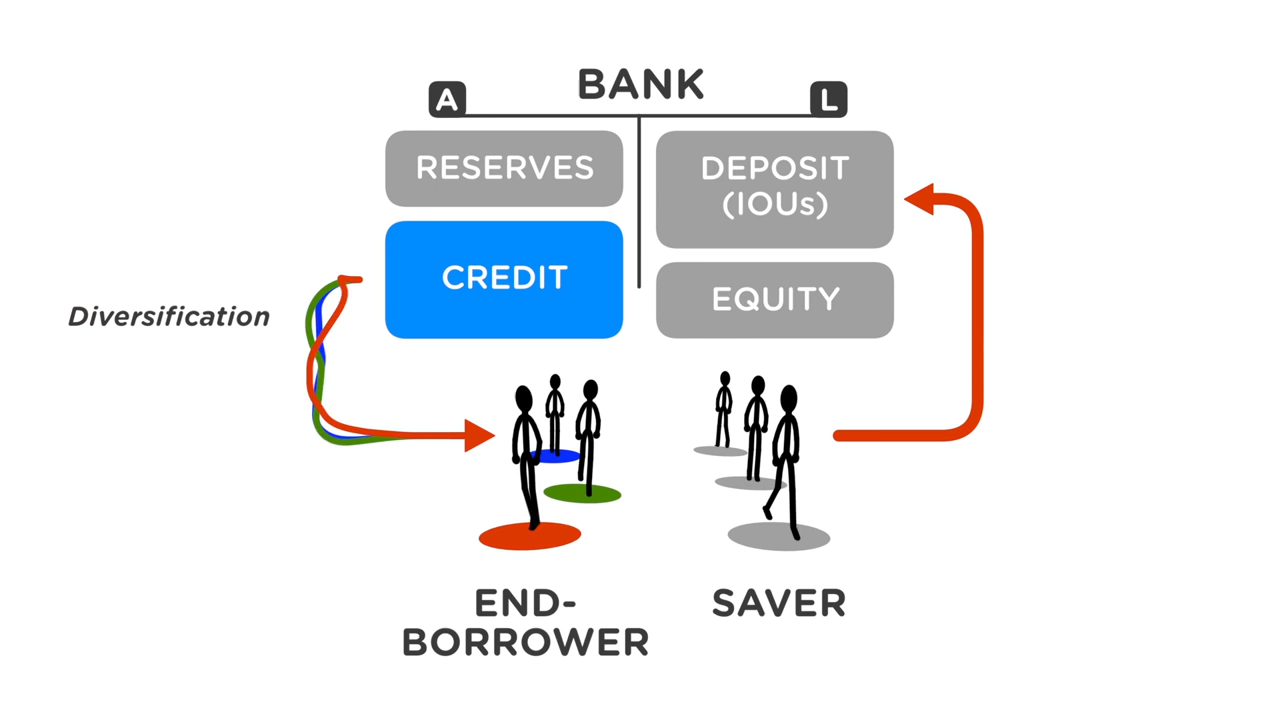 BANK
A
L
RESERVES
DEPOSIT
(IOUs)
CREDIT
EQUITY
Diversification
END-
BORROWER
SAVER